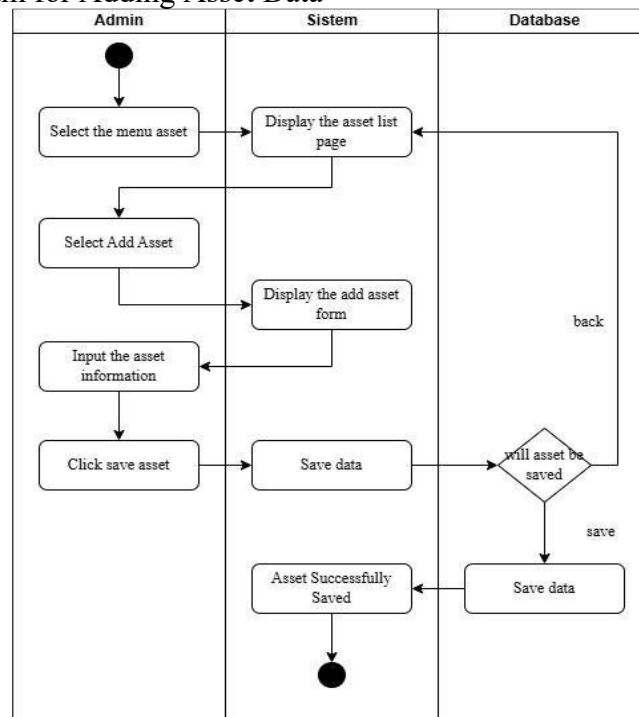 for Adding Asset Data
Admin
Sistem
Database
Select the menu asset
Display the asset list
page
Select Add Asset
Display the add asset
form
back
Input the asset
information
Click save asset
Save data
will asset be
saved
save
Asset Successfully
Saved
Save data